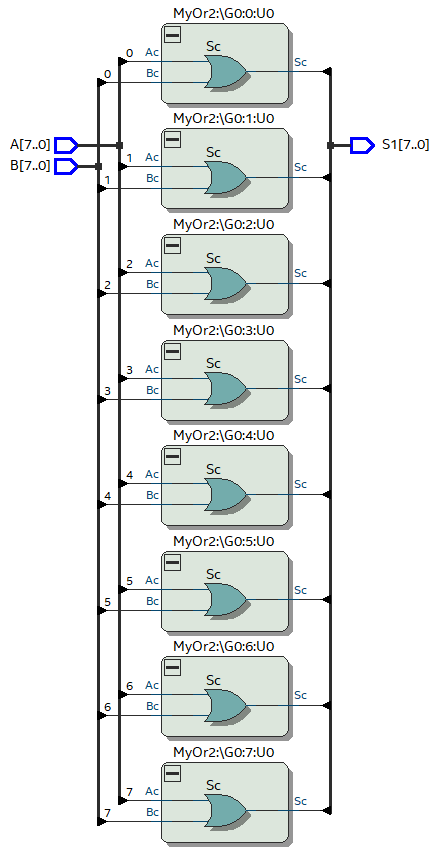 MyOr2:\G0:0:U0
0 Ac Sc Sc
0 Bc
MyOr2:\G0:1:U0
A[7..0] S1[7..0]
B[7..0]
1 Ac Sc Sc
1 Bc
MyOr2:\G0:2:U0
2 Ac Sc Sc
2 Bc
MyOr2:\G0:3:U0
3 Ac Sc Sc
3 Bc
MyOr2:\G0:4:U0
4 Ac Sc Sc
4 Bc
MyOr2:\G0:5:U0
5 Ac Sc Sc
5 Bc
MyOr2:\G0:6:U0
6 Ac Sc Sc
6 Bc
MyOr2:\G0:7:U0
7 Ac Sc Sc
7 Bc